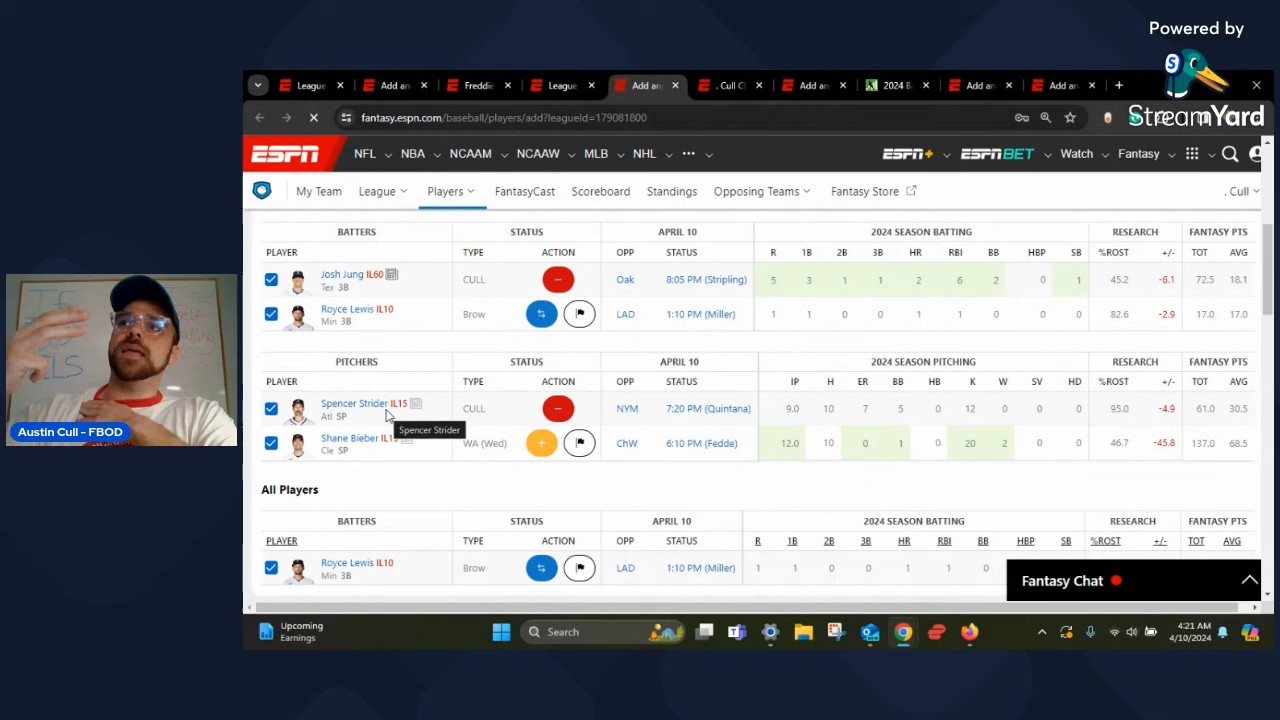 Powered by
StreamYard
League
Add an
Freddie
League
Add an
. Cull Cl
Add an
2024 B
Add an
Add an
fantasy.espn.com/baseball/players/add?leagueId=179081800
ESPN NFL NBA NCAAM NCAAW MLB NHL ESPN+ ESPN BET Watch Fantasy
My Team League Players FantasyCast Scoreboard Standings Opposing Teams Fantasy Store . Cull
BATTERS STATUS APRIL 10 2024 SEASON BATTING RESEARCH FANTASY PTS
PLAYER TYPE ACTION OPP STATUS R 1B 2B 3B HR RBI BB HBP SB %ROST +/- TOT AVG
Josh Jung IL60 CULL Oak 8:05 PM (Stripling) 5 3 1 1 2 6 2 0 1 45.2 -6.1 72.5 18.1
Tex 3B
Royce Lewis IL10 Brow LAD 1:10 PM (Miller) 1 1 0 0 1 1 0 0 0 82.6 -2.9 17.0 17.0
Min 3B
PITCHERS STATUS APRIL 10 2024 SEASON PITCHING RESEARCH FANTASY PTS
PLAYER TYPE ACTION OPP STATUS IP H ER BB HB K W SV HD %ROST +/- TOT AVG
Spencer Strider IL15 CULL NYM 7:20 PM (Quintana) 9.0 10 7 5 0 12 0 0 0 95.0 -4.9 61.0 30.5
Atl SP
Spencer Strider
Shane Bieber IL15 WA (Wed) ChW 6:10 PM (Fedde) 12.0 10 0 1 0 20 2 0 0 46.7 -45.8 137.0 68.5
Cle SP
All Players
BATTERS STATUS APRIL 10 2024 SEASON BATTING RESEARCH FANTASY PTS
PLAYER TYPE ACTION OPP STATUS R 1B 2B 3B HR RBI BB HBP SB %ROST +/- TOT AVG
Royce Lewis IL10 Brow LAD 1:10 PM (Miller) 1 1 0 0 1 1 0
Min 3B
Fantasy Chat
Austin Cull - FBOD
Upcoming
Earnings
Search
4:21 AM
4/10/2024